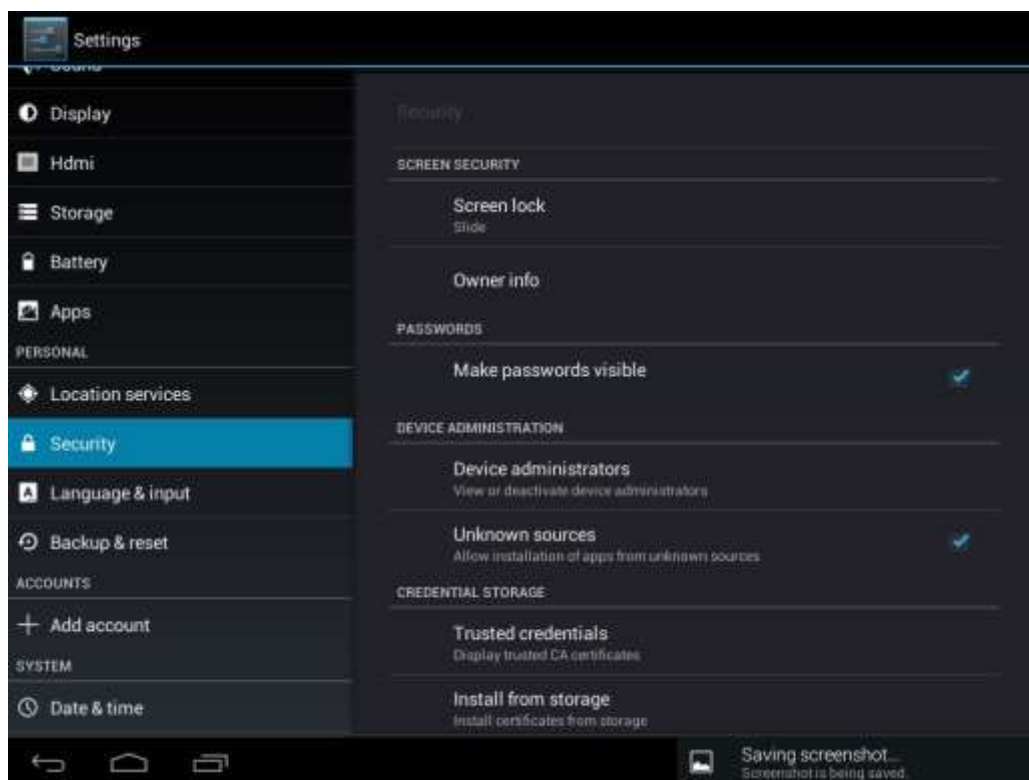 Settings
Sound
Display
Hdmi
Storage
Battery
Apps
PERSONAL
Location services
Security
Language & input
Backup & reset
ACCOUNTS
Add account
SYSTEM
Date & time
Security
SCREEN SECURITY
Screen lock
Slide
Owner info
PASSWORDS
Make passwords visible
DEVICE ADMINISTRATION
Device administrators
View or deactivate device administrators
Unknown sources
Allow installation of apps from unknown sources
CREDENTIAL STORAGE
Trusted credentials
Display trusted CA certificates
Install from storage
Install certificates from storage
Saving screenshot...
Screenshot is being saved